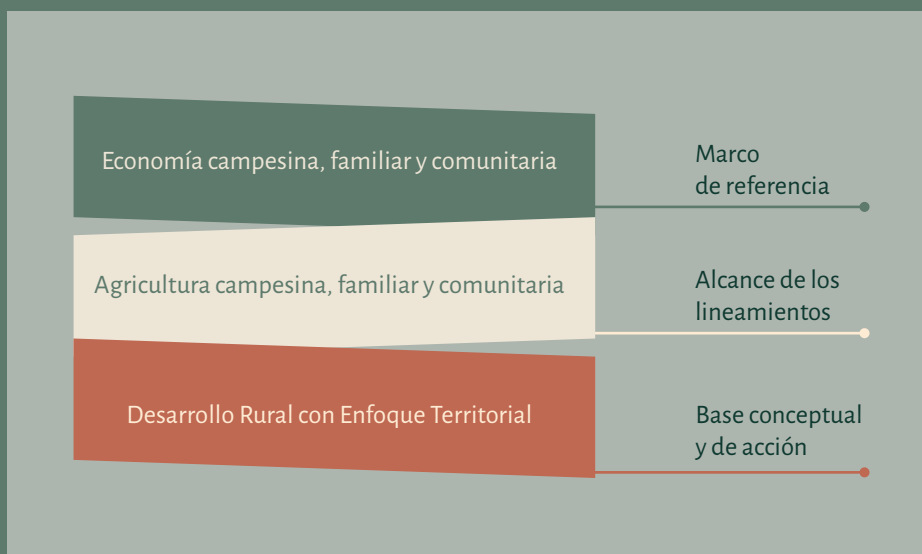 Economía campesina, familiar y comunitaria
Marco
de referencia
Agricultura campesina, familiar y comunitaria
Alcance de los
lineamientos
Desarrollo Rural con Enfoque Territorial
Base conceptual
y de acción